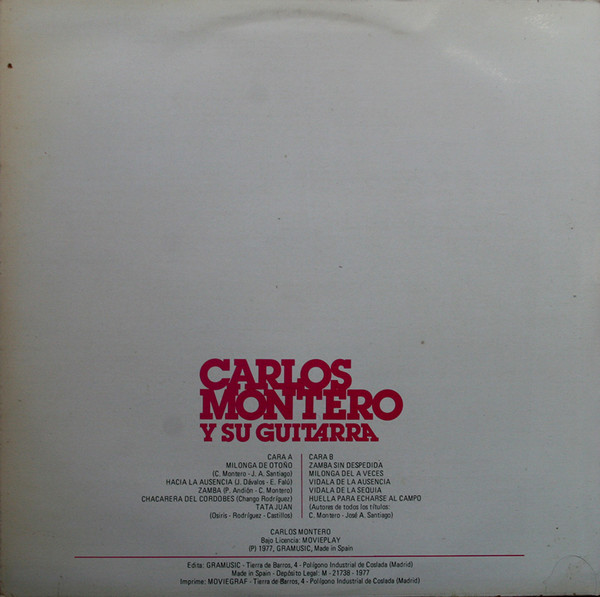 CARLOS
MONTERO
Y SU GUITARRA
CARA A
MILONGA DE OTOÑO
(C. Montero - J. A. Santiago)
HACIA LA AUSENCIA (J. Dávalos - E. Falú)
ZAMBA (P. Andión - C. Montero)
CHACARERA DEL CORDOBES (Chango Rodríguez)
TATA JUAN
(Osiris - Rodríguez - Castillos)
CARA B
ZAMBA SIN DESPEDIDA
MILONGA DEL A VECES
VIDALA DE LA AUSENCIA
VIDALA DE LA SEQUIA
HUELLA PARA ECHARSE AL CAMPO
(Autores de todos los títulos:
C. Montero - José A. Santiago)
CARLOS MONTERO
Bajo Licencia: MOVIEPLAY
(P) 1977, GRAMUSIC, Made in Spain
Edita: GRAMUSIC - Tierra de Barros, 4 - Polígono Industrial de Coslada (Madrid)
Made in Spain - Depósito Legal: M - 21738 - 1977
Imprime: MOVIEGRAF - Tierra de Barros, 4 - Polígono Industrial de Coslada (Madrid)